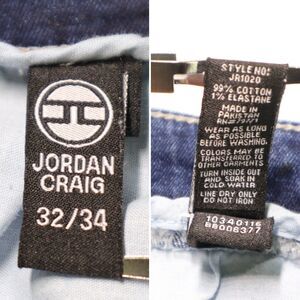 JORDAN
CRAIG
32/34
STYLE NO:
JR1020
99% COTTON
1% ELASTANE
MADE IN
PAKISTAN
WEAR AS LONG
AS POSSIBLE
BEFORE WASHING.
COLORS MAY BE
TRANSFERRED TO
OTHER GARMENTS
TURN INSIDE OUT
AND SOAK IN
COLD WATER
LINE DRY ONLY
DO NOT IRON
BB006377